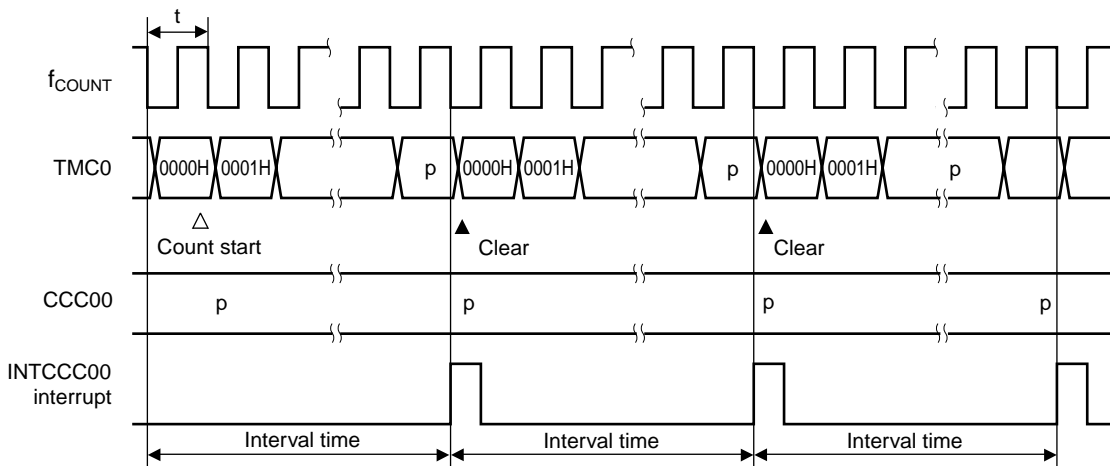 t
fCOUNT
TMC0 0000H 0001H p 0000H 0001H p 0000H 0001H p
Count start Clear Clear
CCC00 p p p p
INTCCC00
interrupt
Interval time Interval time Interval time